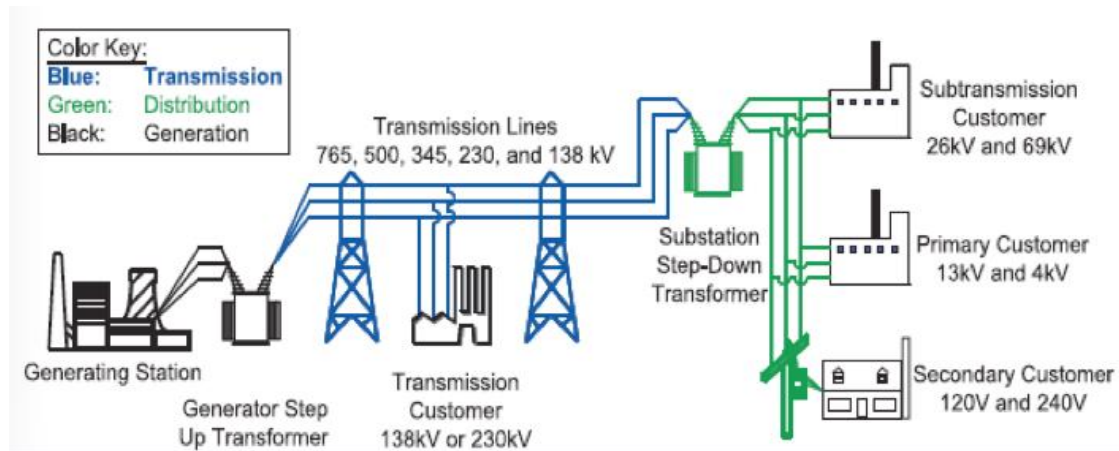 Color Key:
Blue: Transmission
Green: Distribution
Black: Generation
Transmission Lines
765, 500, 345, 230, and 138 kV
Subtransmission
Customer
26kV and 69kV
Substation
Step-Down
Transformer
Primary Customer
13kV and 4kV
Generating Station
Generator Step
Up Transformer
Transmission
Customer
138kV or 230kV
Secondary Customer
120V and 240V